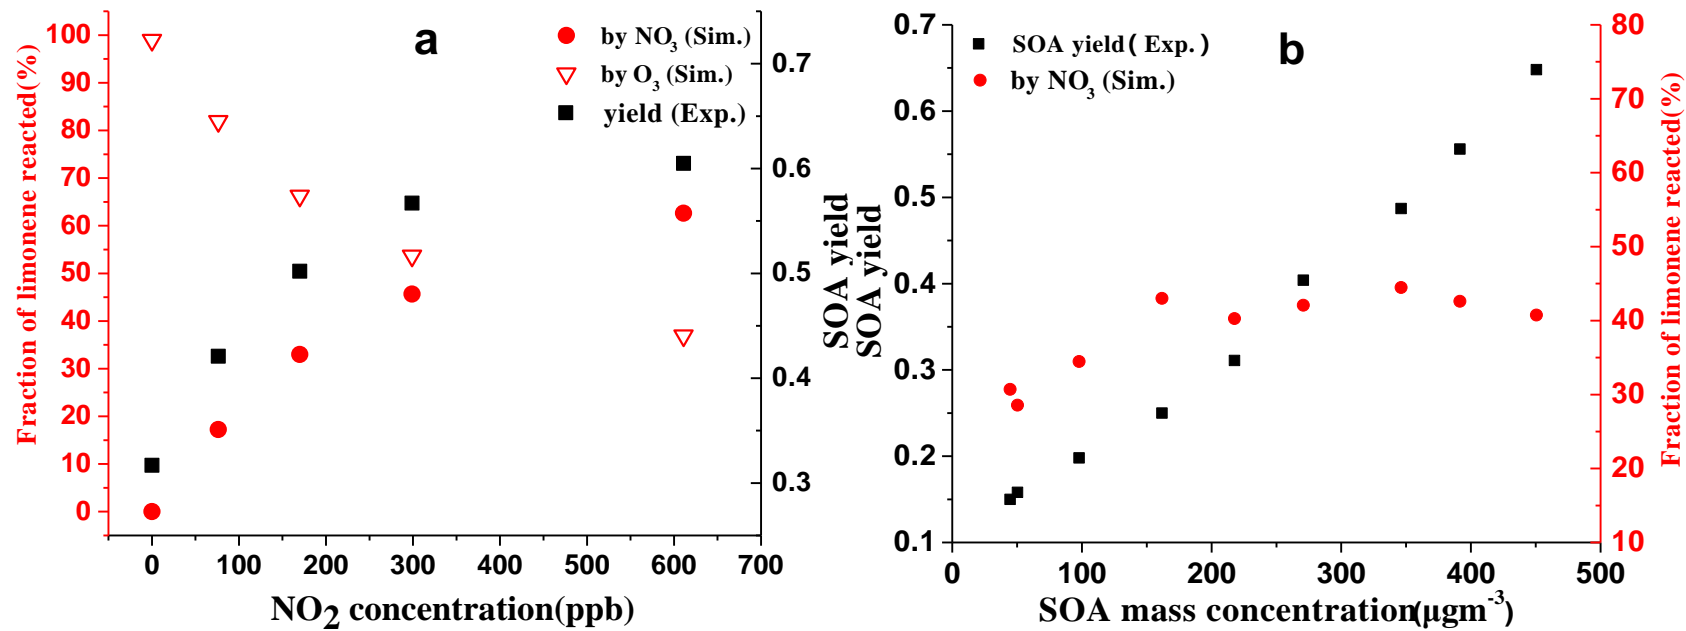 a
by NO3 (Sim.)
by O3 (Sim.)
yield (Exp.)
Fraction of limonene reacted(%)
100
90
80
70
60
50
40
30
20
10
0
0.7
0.6
0.5
0.4
0.3
SOA yield
0 100 200 300 400 500 600 700
NO2 concentration(ppb)
b
SOA yield( Exp. )
by NO3 (Sim.)
SOA yield
0.7
0.6
0.5
0.4
0.3
0.2
0.1
80
70
60
50
40
30
20
10
Fraction of limonene reacted(%)
0 100 200 300 400 500
SOA mass concentration(μgm-3)